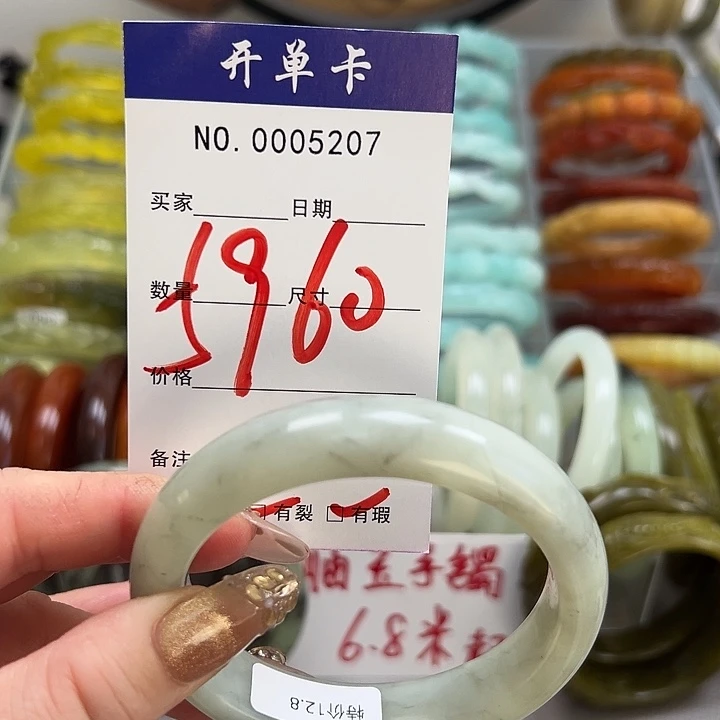 开单卡
NO. 0005207
买家 日期
5960
数量 尺寸
价格
备注
有裂 有瑕
岫玉手镯
6.8米起
特价12.8